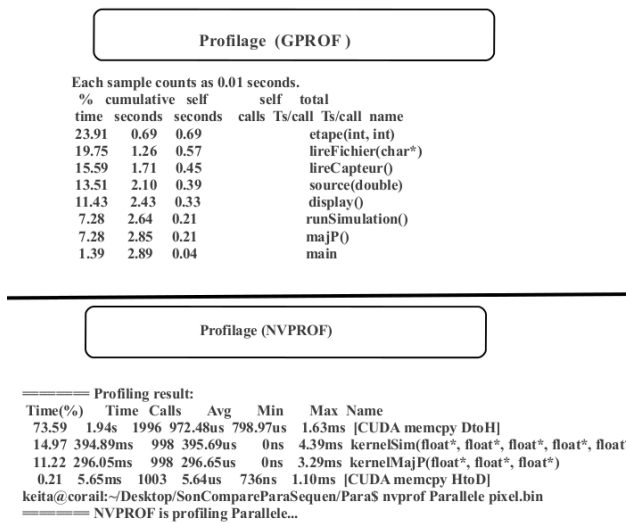 Profilage (GPROF )
Each sample counts as 0.01 seconds.
% cumulative self self total
time seconds seconds calls Ts/call Ts/call name
23.91 0.69 0.69 etape(int, int)
19.75 1.26 0.57 lireFichier(char*)
15.59 1.71 0.45 lireCapteur()
13.51 2.10 0.39 source(double)
11.43 2.43 0.33 display()
7.28 2.64 0.21 runSimulation()
7.28 2.85 0.21 majP()
1.39 2.89 0.04 main
Profilage (NVPROF)
======== Profiling result:
Time(%) Time Calls Avg Min Max Name
73.59 1.94s 1996 972.48us 798.97us 1.63ms [CUDA memcpy DtoH]
14.97 394.89ms 998 395.69us 0ns 4.39ms kernelSim(float*, float*, float*, float*, float*, float
11.22 296.05ms 998 296.65us 0ns 3.29ms kernelMajP(float*, float*, float*)
0.21 5.65ms 1003 5.64us 736ns 1.10ms [CUDA memcpy HtoD]
keita@corail:~/Desktop/SonCompareParaSequen/Para$ nvprof Parallele pixel.bin
======== NVPROF is profiling Parallele...